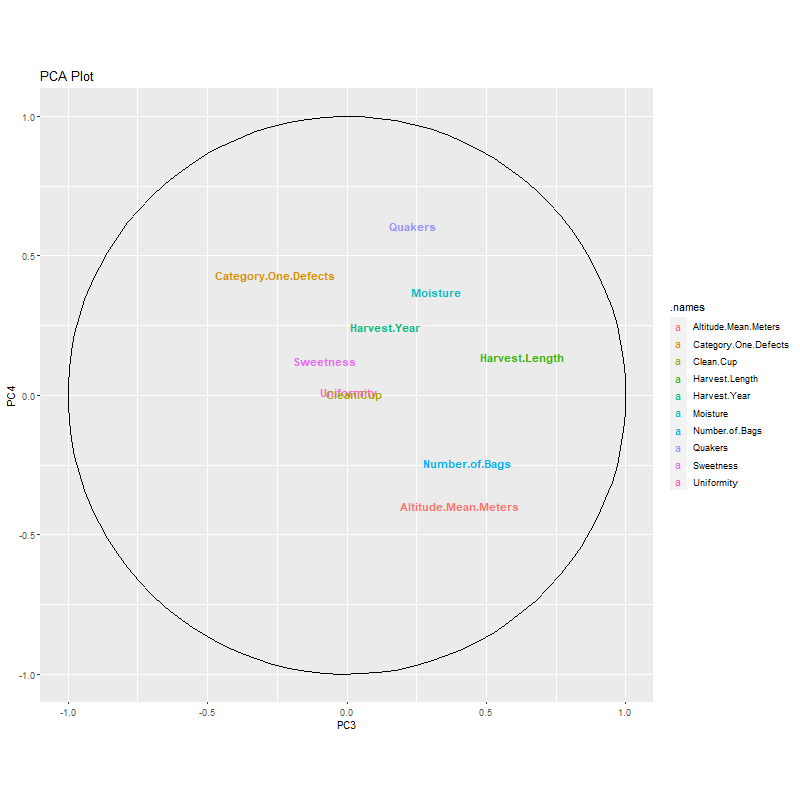 PCA Plot
1.0
Quakers
0.5
Category.One.Defects
Moisture
Harvest.Year
Harvest.Length
Sweetness
Uniformity
Clean.Cup
0.0
PC4
Number.of.Bags
Altitude.Mean.Meters
-0.5
-1.0
-1.0 -0.5 0.0 0.5 1.0
PC3
.names
a Altitude.Mean.Meters
a Category.One.Defects
a Clean.Cup
a Harvest.Length
a Harvest.Year
a Moisture
a Number.of.Bags
a Quakers
a Sweetness
a Uniformity